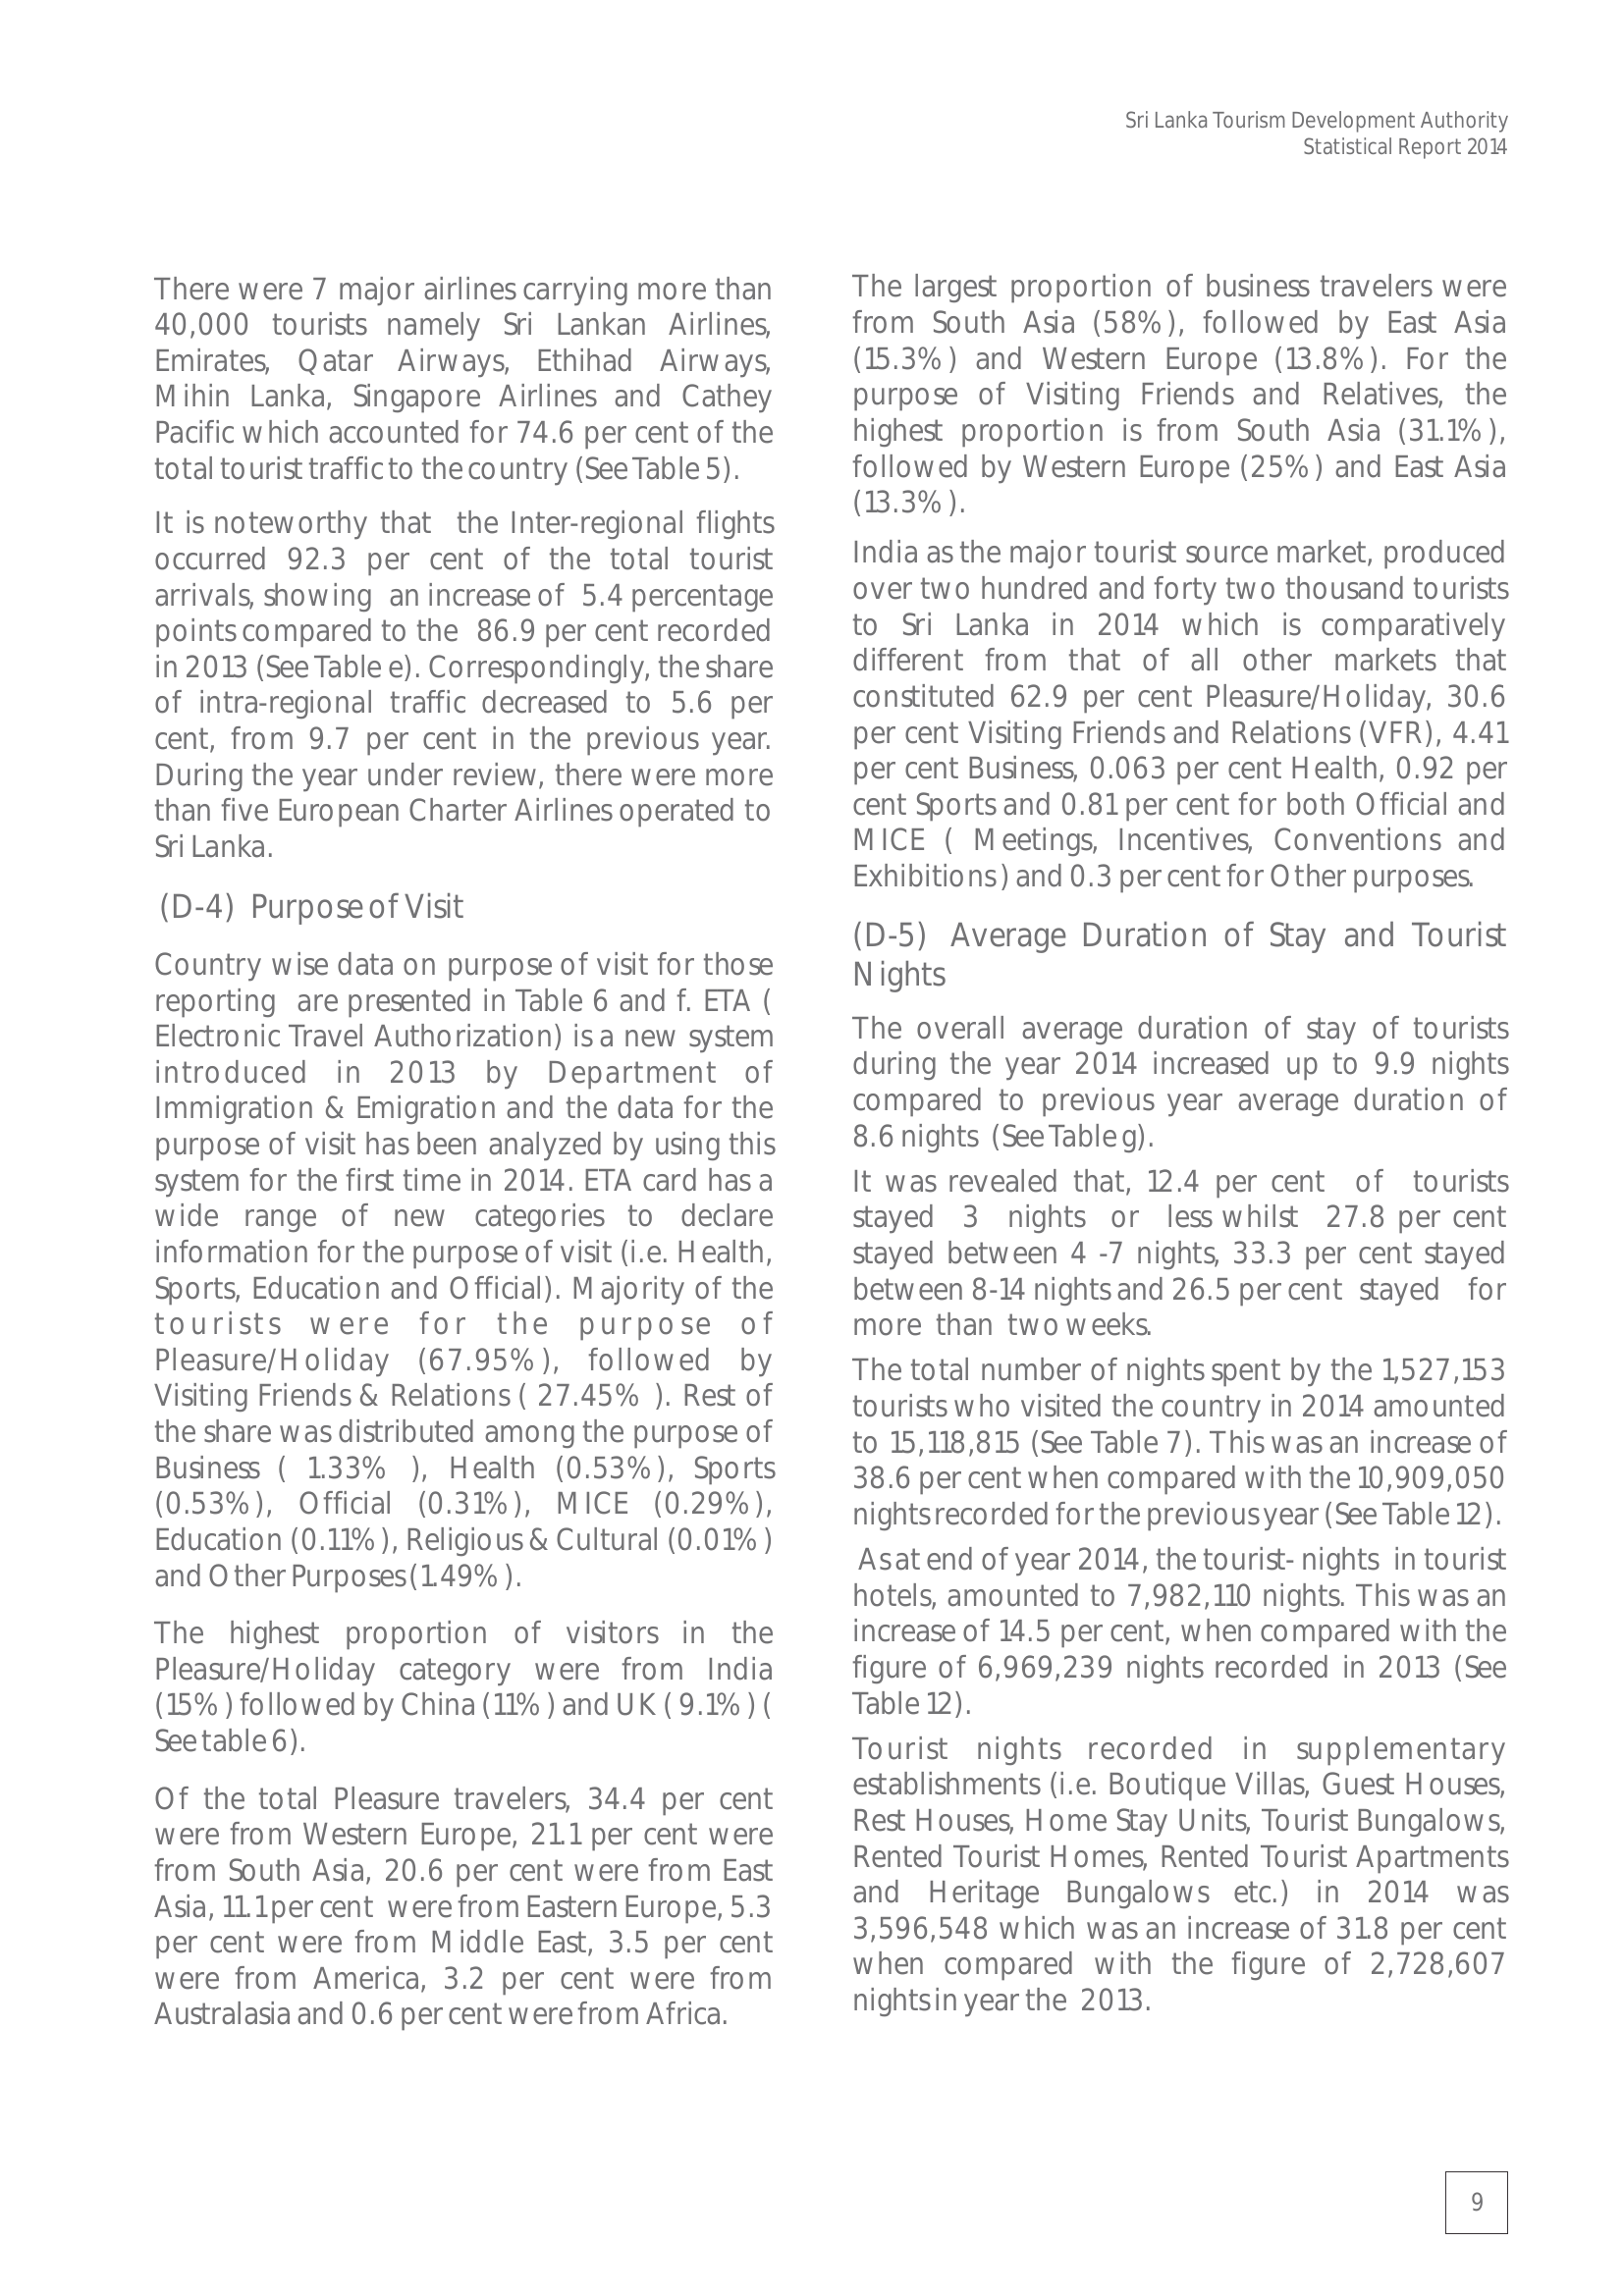 Sri Lanka Tourism Development Authority
Statistical Report 2014
There were 7 major airlines carrying more than
40,000 tourists namely Sri Lankan Airlines,
Emirates, Qatar Airways, Ethihad Airways,
Mihin Lanka, Singapore Airlines and Cathey
Pacific which accounted for 74.6 per cent of the
total tourist traffic to the country (See Table 5).
It is noteworthy that the Inter-regional flights
occurred 92.3 per cent of the total tourist
arrivals, showing an increase of 5.4 percentage
points compared to the 86.9 per cent recorded
in 2013 (See Table e). Correspondingly, the share
of intra-regional traffic decreased to 5.6 per
cent, from 9.7 per cent in the previous year.
During the year under review, there were more
than five European Charter Airlines operated to
Sri Lanka.
(D-4) Purpose of Visit
Country wise data on purpose of visit for those
reporting are presented in Table 6 and f. ETA (
Electronic Travel Authorization) is a new system
introduced in 2013 by Department of
Immigration & Emigration and the data for the
purpose of visit has been analyzed by using this
system for the first time in 2014. ETA card has a
wide range of new categories to declare
information for the purpose of visit (i.e. Health,
Sports, Education and Official). Majority of the
tourists were for the purpose of
Pleasure/Holiday (67.95%), followed by
Visiting Friends & Relations ( 27.45% ). Rest of
the share was distributed among the purpose of
Business ( 1.33% ), Health (0.53%), Sports
(0.53%), Official (0.31%), MICE (0.29%),
Education (0.11%), Religious & Cultural (0.01%)
and Other Purposes (1.49%).
The highest proportion of visitors in the
Pleasure/Holiday category were from India
(15%) followed by China (11%) and UK ( 9.1%) (
See table 6).
Of the total Pleasure travelers, 34.4 per cent
were from Western Europe, 21.1 per cent were
from South Asia, 20.6 per cent were from East
Asia, 11.1 per cent were from Eastern Europe, 5.3
per cent were from Middle East, 3.5 per cent
were from America, 3.2 per cent were from
Australasia and 0.6 per cent were from Africa.
The largest proportion of business travelers were
from South Asia (58%), followed by East Asia
(15.3%) and Western Europe (13.8%). For the
purpose of Visiting Friends and Relatives, the
highest proportion is from South Asia (31.1%),
followed by Western Europe (25%) and East Asia
(13.3%).
India as the major tourist source market, produced
over two hundred and forty two thousand tourists
to Sri Lanka in 2014 which is comparatively
different from that of all other markets that
constituted 62.9 per cent Pleasure/Holiday, 30.6
per cent Visiting Friends and Relations (VFR), 4.41
per cent Business, 0.063 per cent Health, 0.92 per
cent Sports and 0.81 per cent for both Official and
MICE ( Meetings, Incentives, Conventions and
Exhibitions) and 0.3 per cent for Other purposes.
(D-5) Average Duration of Stay and Tourist
Nights
The overall average duration of stay of tourists
during the year 2014 increased up to 9.9 nights
compared to previous year average duration of
8.6 nights (See Table g).
It was revealed that, 12.4 per cent of tourists
stayed 3 nights or less whilst 27.8 per cent
stayed between 4 -7 nights, 33.3 per cent stayed
between 8-14 nights and 26.5 per cent stayed for
more than two weeks.
The total number of nights spent by the 1,527,153
tourists who visited the country in 2014 amounted
to 15,118,815 (See Table 7). This was an increase of
38.6 per cent when compared with the 10,909,050
nights recorded for the previous year (See Table 12).
As at end of year 2014, the tourist- nights in tourist
hotels, amounted to 7,982,110 nights. This was an
increase of 14.5 per cent, when compared with the
figure of 6,969,239 nights recorded in 2013 (See
Table 12).
Tourist nights recorded in supplementary
establishments (i.e. Boutique Villas, Guest Houses,
Rest Houses, Home Stay Units, Tourist Bungalows,
Rented Tourist Homes, Rented Tourist Apartments
and Heritage Bungalows etc.) in 2014 was
3,596,548 which was an increase of 31.8 per cent
when compared with the figure of 2,728,607
nights in year the 2013.
9